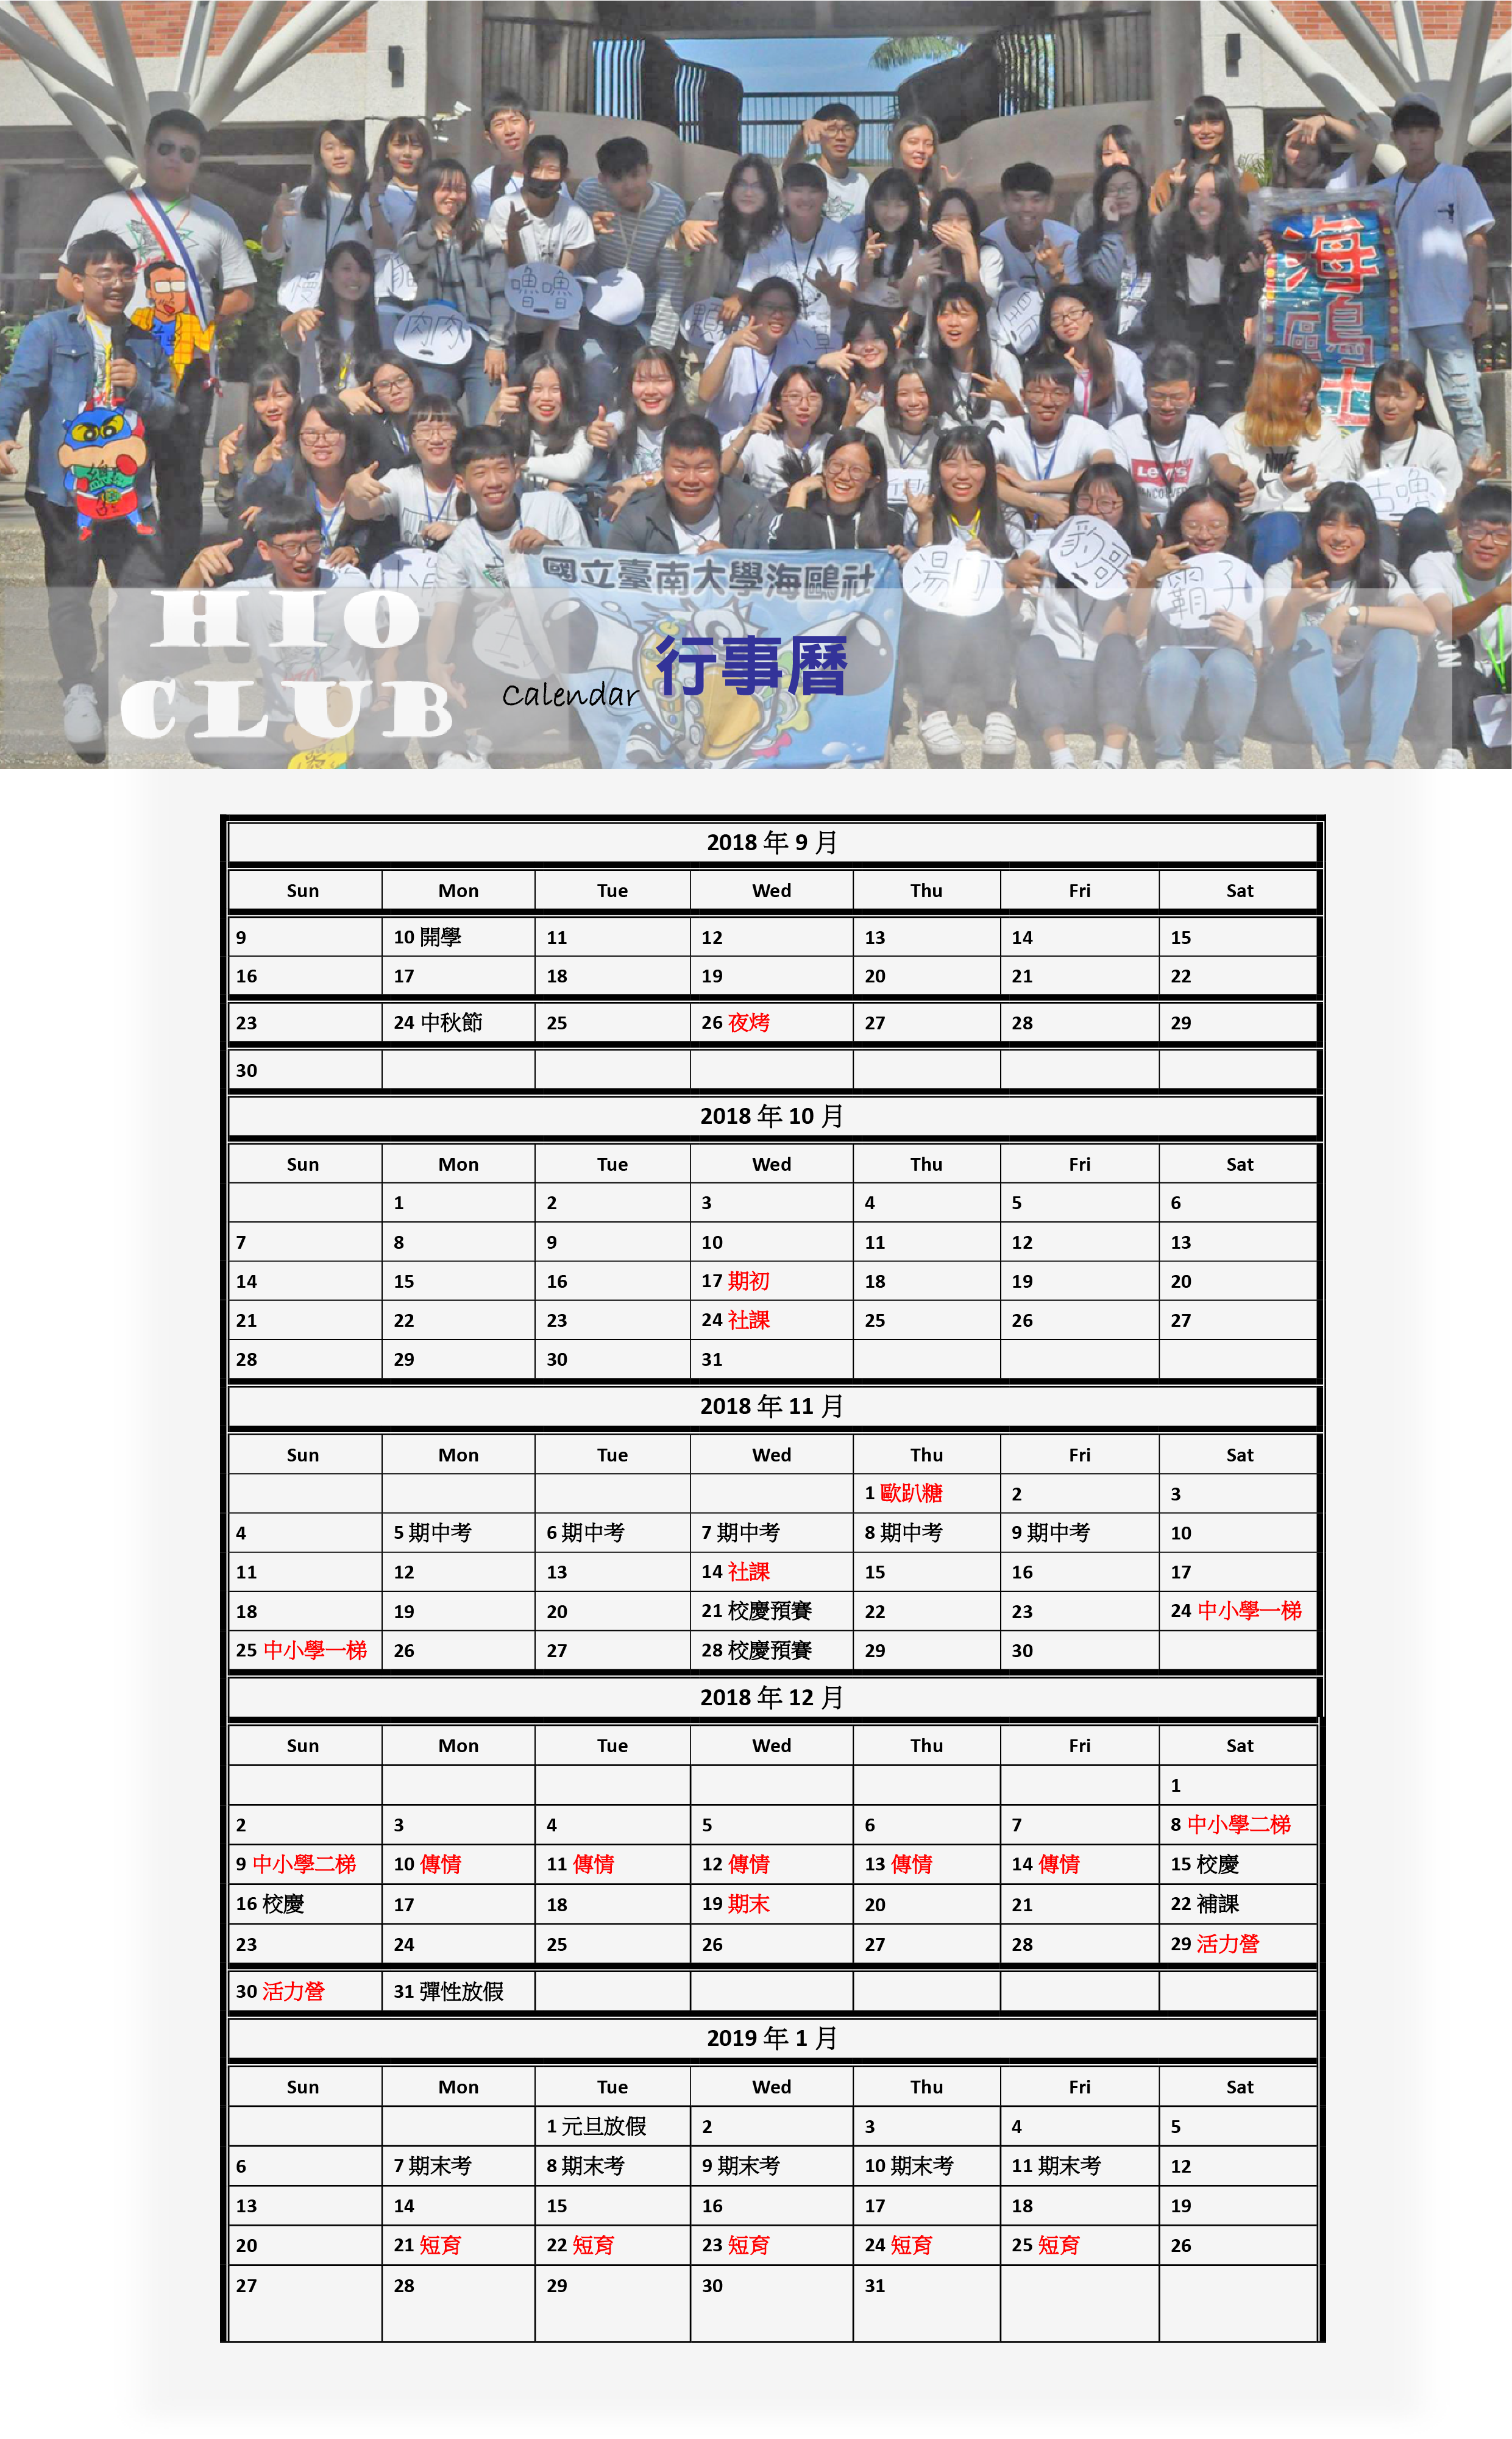 海鷗
區士
嚕嚕
肉肉
Levi's
NIKE
咕嚕
豹哥
霸子
國立臺南大學海鷗社
HIO
CLUB
Calendar 行事曆
2018 年 9 月
Sun Mon Tue Wed Thu Fri Sat
9 10 開學 11 12 13 14 15
16 17 18 19 20 21 22
23 24 中秋節 25 26 夜烤 27 28 29
30
2018 年 10 月
Sun Mon Tue Wed Thu Fri Sat
1 2 3 4 5 6
7 8 9 10 11 12 13
14 15 16 17 期初 18 19 20
21 22 23 24 社課 25 26 27
28 29 30 31
2018 年 11 月
Sun Mon Tue Wed Thu Fri Sat
1 歐趴糖 2 3
4 5 期中考 6 期中考 7 期中考 8 期中考 9 期中考 10
11 12 13 14 社課 15 16 17
18 19 20 21 校慶預賽 22 23 24 中小學一梯
25 中小學一梯 26 27 28 校慶預賽 29 30
2018 年 12 月
Sun Mon Tue Wed Thu Fri Sat
1
2 3 4 5 6 7 8 中小學二梯
9 中小學二梯 10 傳情 11 傳情 12 傳情 13 傳情 14 傳情 15 校慶
16 校慶 17 18 19 期末 20 21 22 補課
23 24 25 26 27 28 29 活力營
30 活力營 31 彈性放假
2019 年 1 月
Sun Mon Tue Wed Thu Fri Sat
1 元旦放假 2 3 4 5
6 7 期末考 8 期末考 9 期末考 10 期末考 11 期末考 12
13 14 15 16 17 18 19
20 21 短育 22 短育 23 短育 24 短育 25 短育 26
27 28 29 30 31